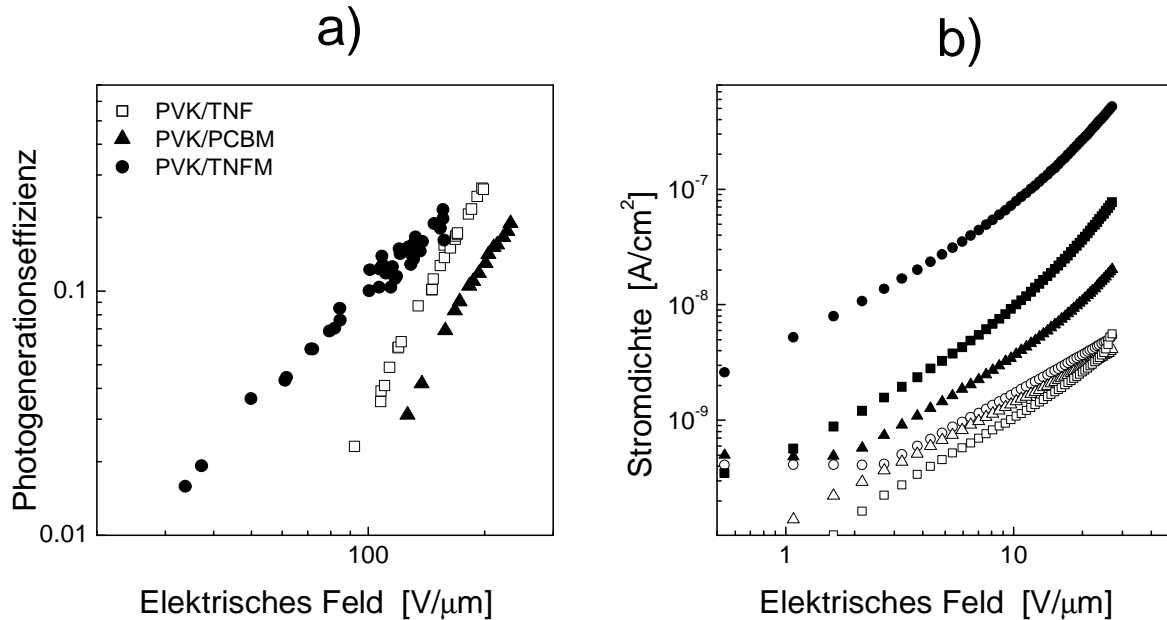 a)
b)
PVK/TNF
PVK/PCBM
PVK/TNFM
Photogenerationseffizienz
0.1
0.01
100
Elektrisches Feld [V/μm]
Stromdichte [A/cm²]
10⁻⁷
10⁻⁸
10⁻⁹
1
10
Elektrisches Feld [V/μm]